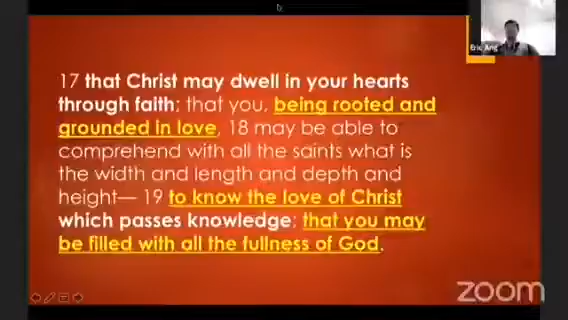 Eric Ang
17 that Christ may dwell in your hearts
through faith; that you, being rooted and
grounded in love, 18 may be able to
comprehend with all the saints what is
the width and length and depth and
height— 19 to know the love of Christ
which passes knowledge; that you may
be filled with all the fullness of God.
zoom